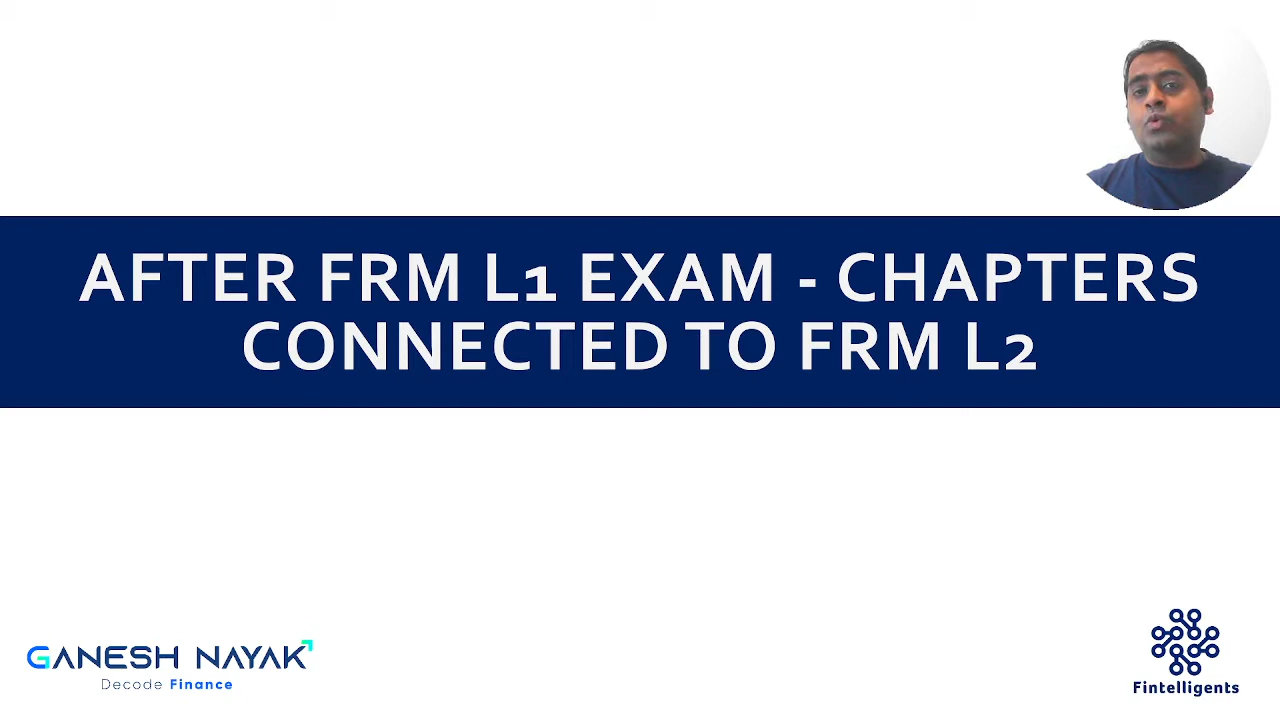 AFTER FRM L1 EXAM - CHAPTERS
CONNECTED TO FRM L2
GANESH NAYAK
Decode Finance
Fintelligents